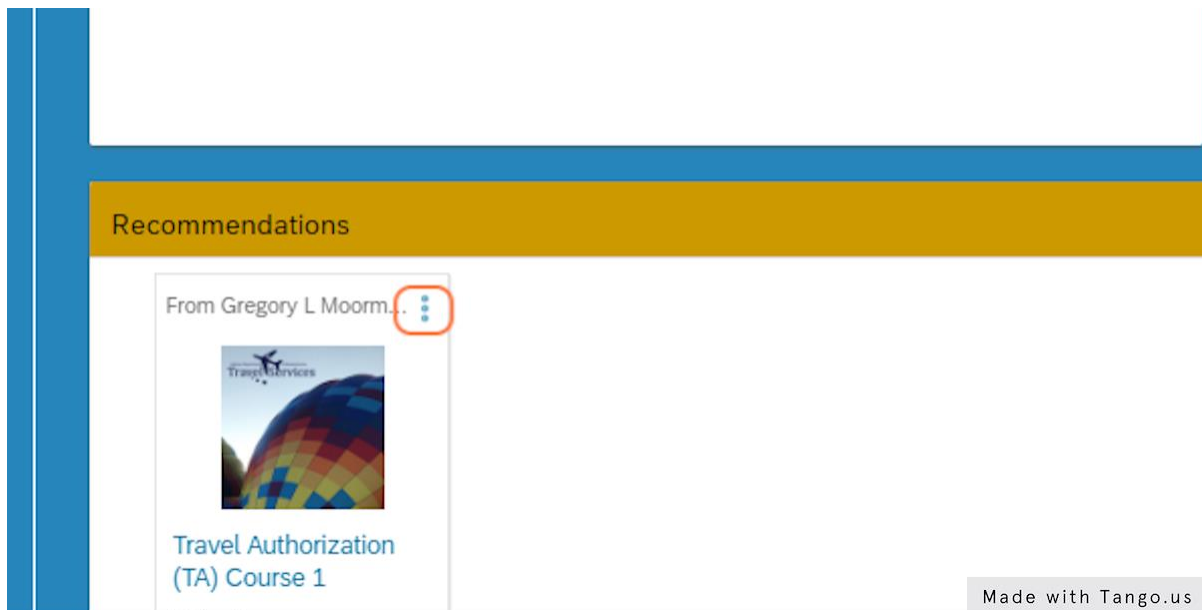 Recommendations
From Gregory L Moorm...
Travel Services
Travel Authorization
(TA) Course 1
Made with Tango.us